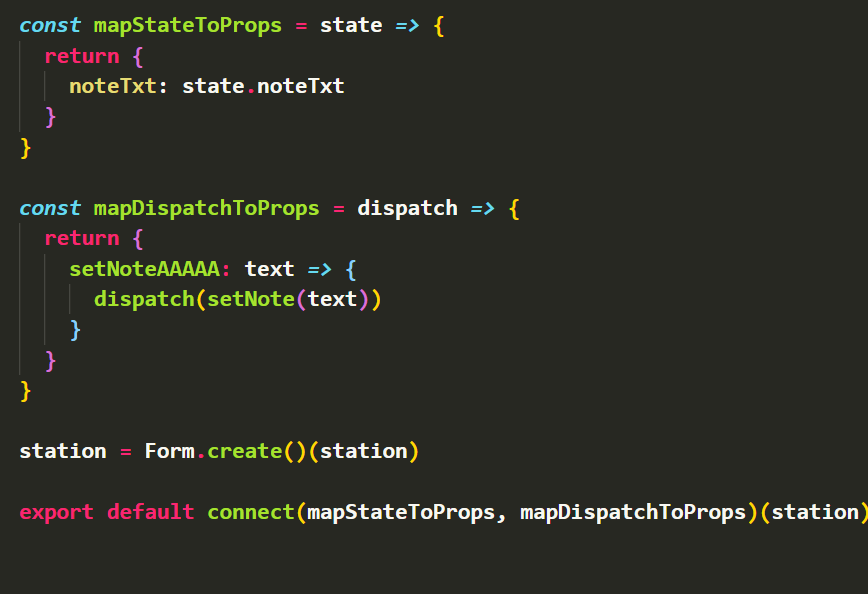 const mapStateToProps = state => {
return {
noteTxt: state.noteTxt
}
}
const mapDispatchToProps = dispatch => {
return {
setNoteAAAAA: text => {
dispatch(setNote(text))
}
}
}
station = Form.create()(station)
export default connect(mapStateToProps, mapDispatchToProps)(station)